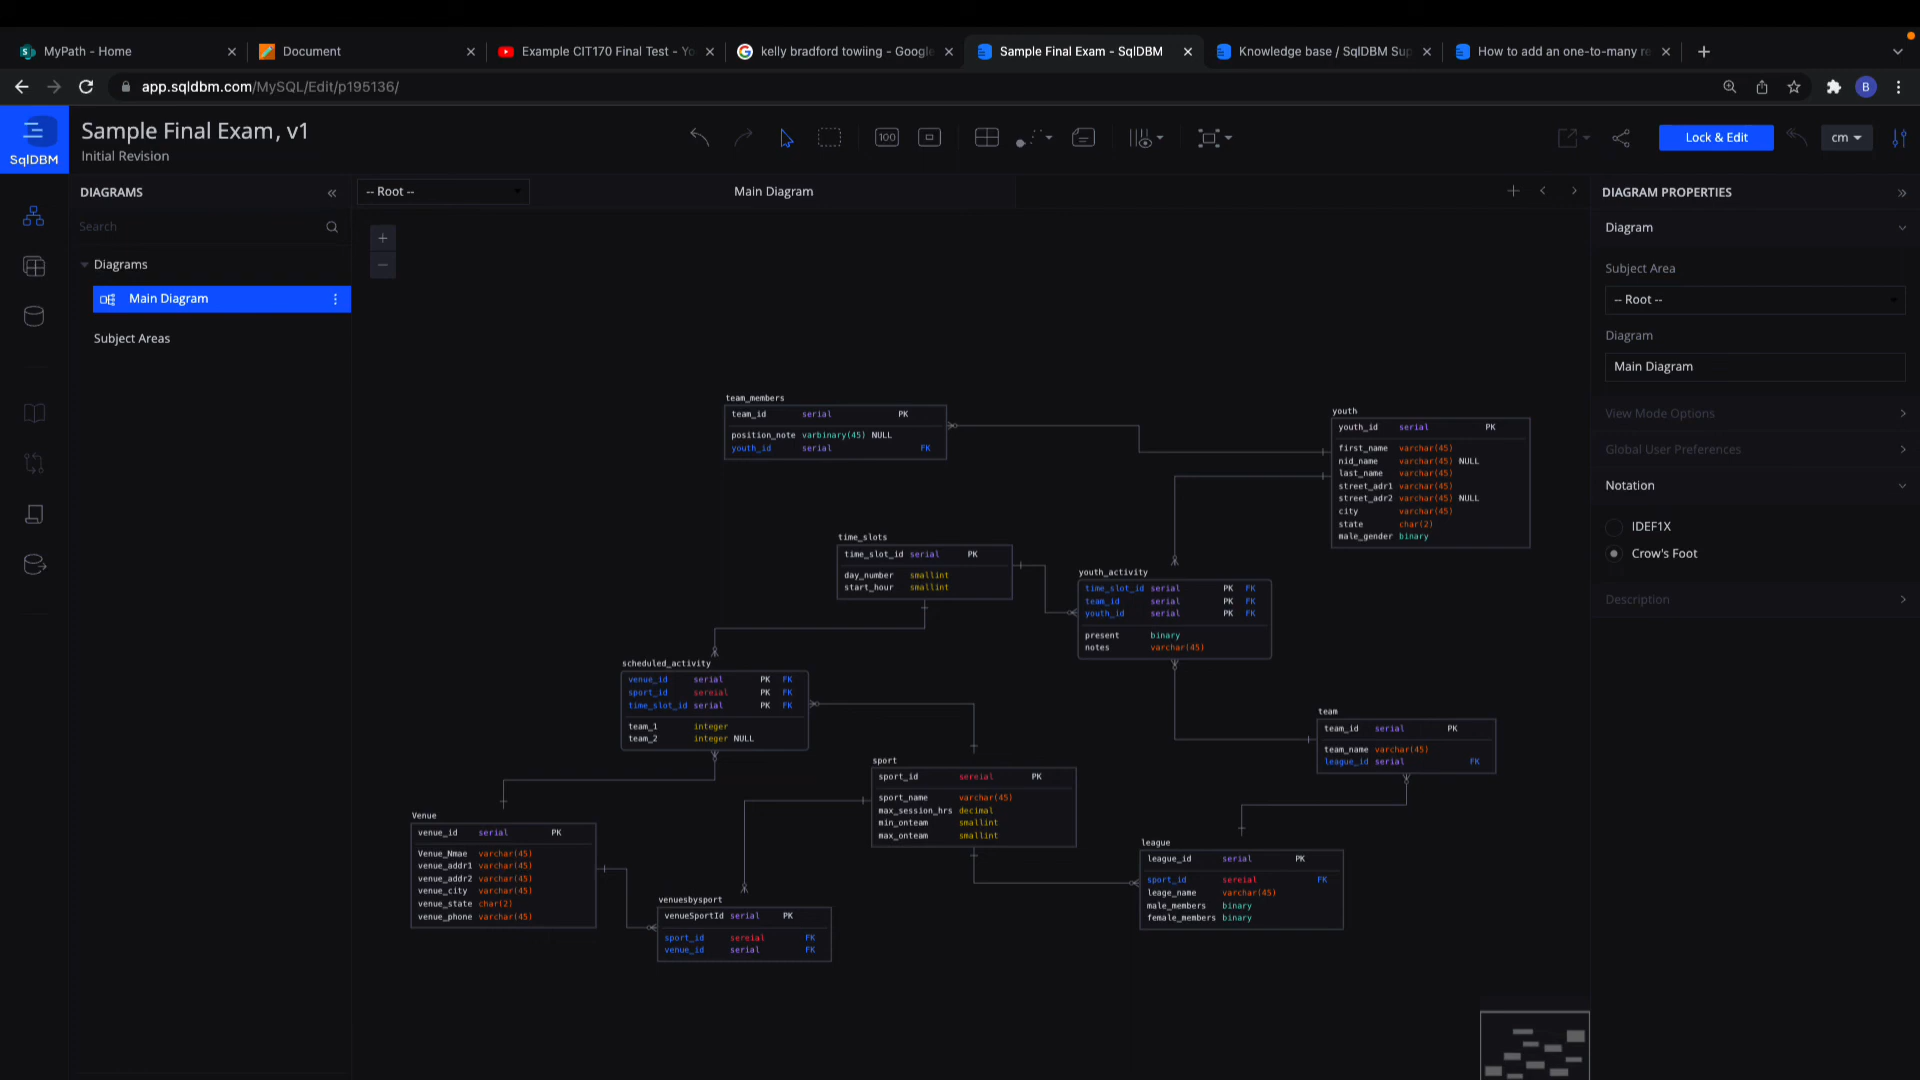 MyPath - Home
Document
Example CIT170 Final Test - Yo
kelly bradford towiing - Google
Sample Final Exam - SqlDBM
Knowledge base / SqlDBM Sup
How to add an one-to-many re
app.sqldbm.com/MySQL/Edit/p195136/
B
SqlDBM
Sample Final Exam, v1
Initial Revision
100
Lock & Edit
cm
DIAGRAMS
-- Root --
Main Diagram
DIAGRAM PROPERTIES
Search
Diagrams
Main Diagram
Subject Areas
Diagram
Subject Area
-- Root --
Diagram
Main Diagram
View Mode Options
Global User Preferences
Notation
IDEF1X
Crow's Foot
Description
team_members
team_id serial PK
position_note varbinary(45) NULL
youth_id serial FK
youth
youth_id serial PK
first_name varchar(45)
nid_name varchar(45) NULL
last_name varchar(45)
street_adr1 varchar(45)
street_adr2 varchar(45) NULL
city varchar(45)
state char(2)
male_gender binary
time_slots
time_slot_id serial PK
day_number smallint
start_hour smallint
youth_activity
time_slot_id serial PK FK
team_id serial PK FK
youth_id serial PK FK
present binary
notes varchar(45)
scheduled_activity
venue_id serial PK FK
sport_id sereial PK FK
time_slot_id serial PK FK
team_1 integer
team_2 integer NULL
team
team_id serial PK
team_name varchar(45)
league_id serial FK
sport
sport_id sereial PK
sport_name varchar(45)
max_session_hrs decimal
min_onteam smallint
max_onteam smallint
Venue
venue_id serial PK
Venue_Nmae varchar(45)
venue_addr1 varchar(45)
venue_addr2 varchar(45)
venue_city varchar(45)
venue_state char(2)
venue_phone varchar(45)
league
league_id serial PK
sport_id sereial FK
leage_name varchar(45)
male_members binary
female_members binary
venuesbysport
venueSportId serial PK
sport_id sereial FK
venue_id serial FK